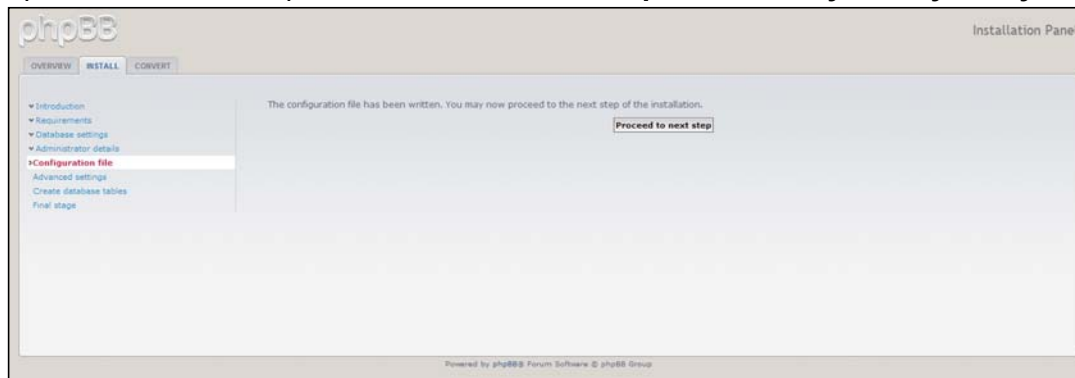 phpBB
Installation Pane
OVERVIEW INSTALL CONVERT
Introduction
Requirements
Database settings
Administrator details
Configuration file
Advanced settings
Create database tables
Final stage
The configuration file has been written. You may now proceed to the next step of the installation.
Proceed to next step
Powered by phpBB® Forum Software © phpBB Group